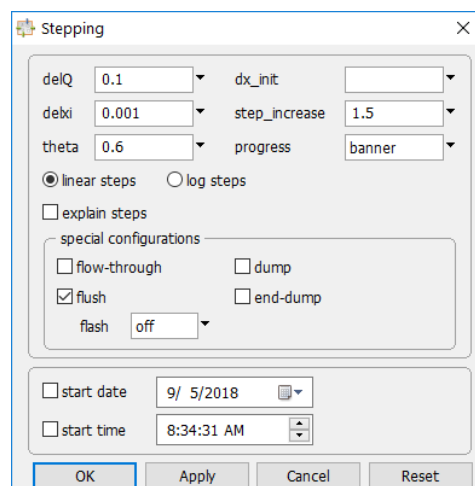 Stepping
delQ 0.1 dx_init
delxi 0.001 step_increase 1.5
theta 0.6 progress banner
linear steps log steps
explain steps
special configurations
flow-through dump
flush end-dump
flash off
start date 9/ 5/2018
start time 8:34:31 AM
OK Apply Cancel Reset